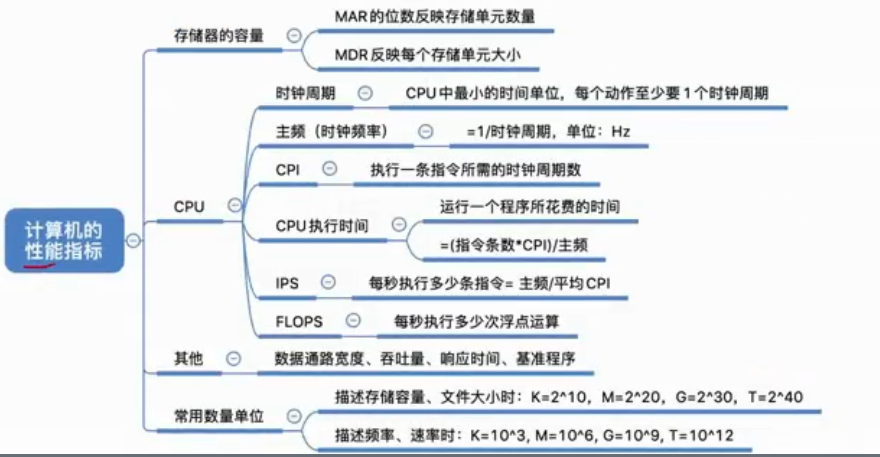 计算机的
性能指标
存储器的容量
MAR的位数反映存储单元数量
MDR反映每个存储单元大小
CPU
时钟周期
CPU中最小的时间单位，每个动作至少要1个时钟周期
主频（时钟频率）
=1/时钟周期，单位：Hz
CPI
执行一条指令所需的时钟周期数
CPU执行时间
运行一个程序所花费的时间
=(指令条数*CPI)/主频
IPS
每秒执行多少条指令= 主频/平均CPI
FLOPS
每秒执行多少次浮点运算
其他
数据通路宽度、吞吐量、响应时间、基准程序
常用数量单位
描述存储容量、文件大小时：K=2^10，M=2^20，G=2^30，T=2^40
描述频率、速率时：K=10^3, M=10^6, G=10^9, T=10^12